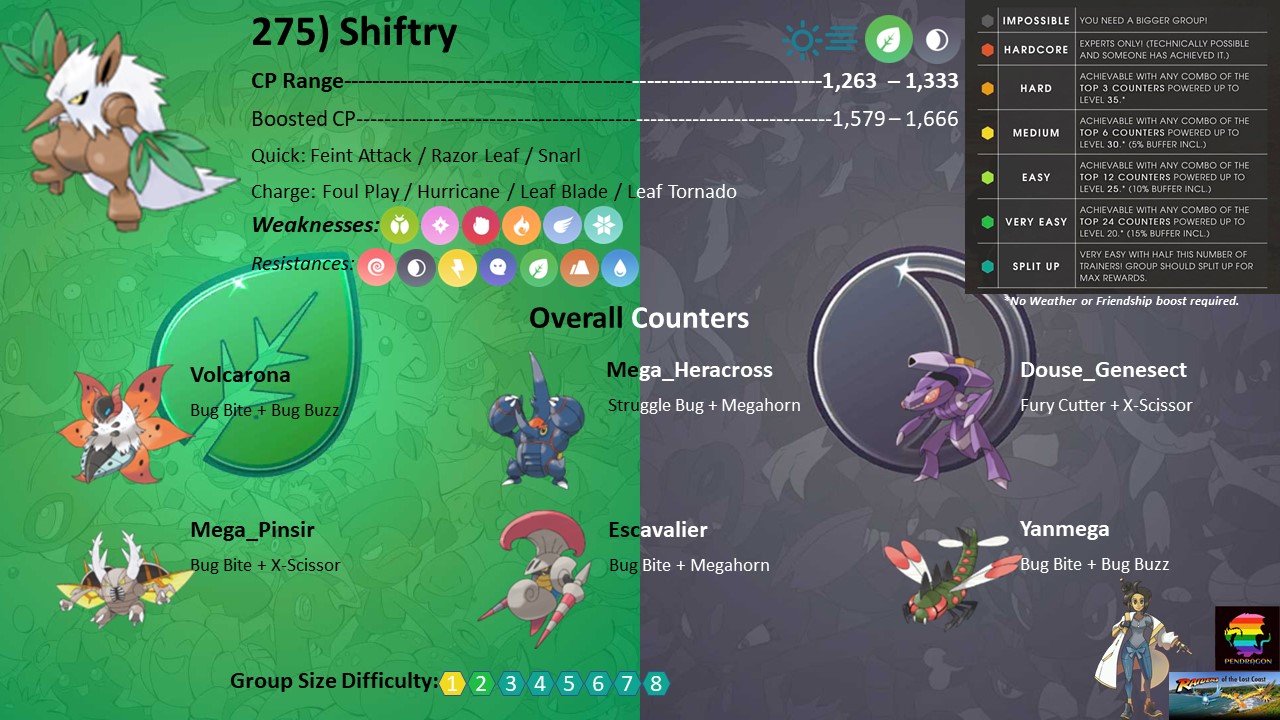 275) Shiftry
CP Range--------------------1,263 – 1,333
Boosted CP--------------------1,579 – 1,666
Quick: Feint Attack / Razor Leaf / Snarl
Charge: Foul Play / Hurricane / Leaf Blade / Leaf Tornado
Weaknesses:
Resistances:
IMPOSSIBLE YOU NEED A BIGGER GROUP!
HARDCORE EXPERTS ONLY! (TECHNICALLY POSSIBLE
AND SOMEONE HAS ACHIEVED IT.)
HARD ACHIEVABLE WITH ANY COMBO OF THE
TOP 3 COUNTERS POWERED UP TO
LEVEL 35.*
MEDIUM ACHIEVABLE WITH ANY COMBO OF THE
TOP 6 COUNTERS POWERED UP TO
LEVEL 30.* (5% BUFFER INCL.)
EASY ACHIEVABLE WITH ANY COMBO OF THE
TOP 12 COUNTERS POWERED UP TO
LEVEL 25.* (10% BUFFER INCL.)
VERY EASY ACHIEVABLE WITH ANY COMBO OF THE
TOP 24 COUNTERS POWERED UP TO
LEVEL 20.* (15% BUFFER INCL.)
SPLIT UP VERY EASY WITH HALF THIS NUMBER OF
TRAINERS! GROUP SHOULD SPLIT UP FOR
MAX REWARDS.
*No Weather or Friendship boost required.
Overall Counters
Volcarona
Bug Bite + Bug Buzz
Mega_Heracross
Struggle Bug + Megahorn
Douse_Genesect
Fury Cutter + X-Scissor
Mega_Pinsir
Bug Bite + X-Scissor
Escavalier
Bug Bite + Megahorn
Yanmega
Bug Bite + Bug Buzz
Group Size Difficulty: 1 2 3 4 5 6 7 8
PENDRAGON
RAIDERS of the Lost Coast